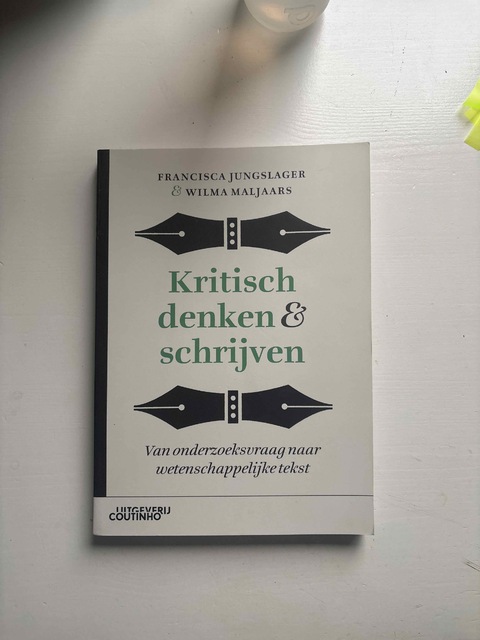 FRANCISCA JUNGSLAGER
& WILMA MALJAARS
Kritisch
denken &
schrijven
Van onderzoeksvraag naar
wetenschappelijke tekst
UITGEVERIJ
COUTINHO